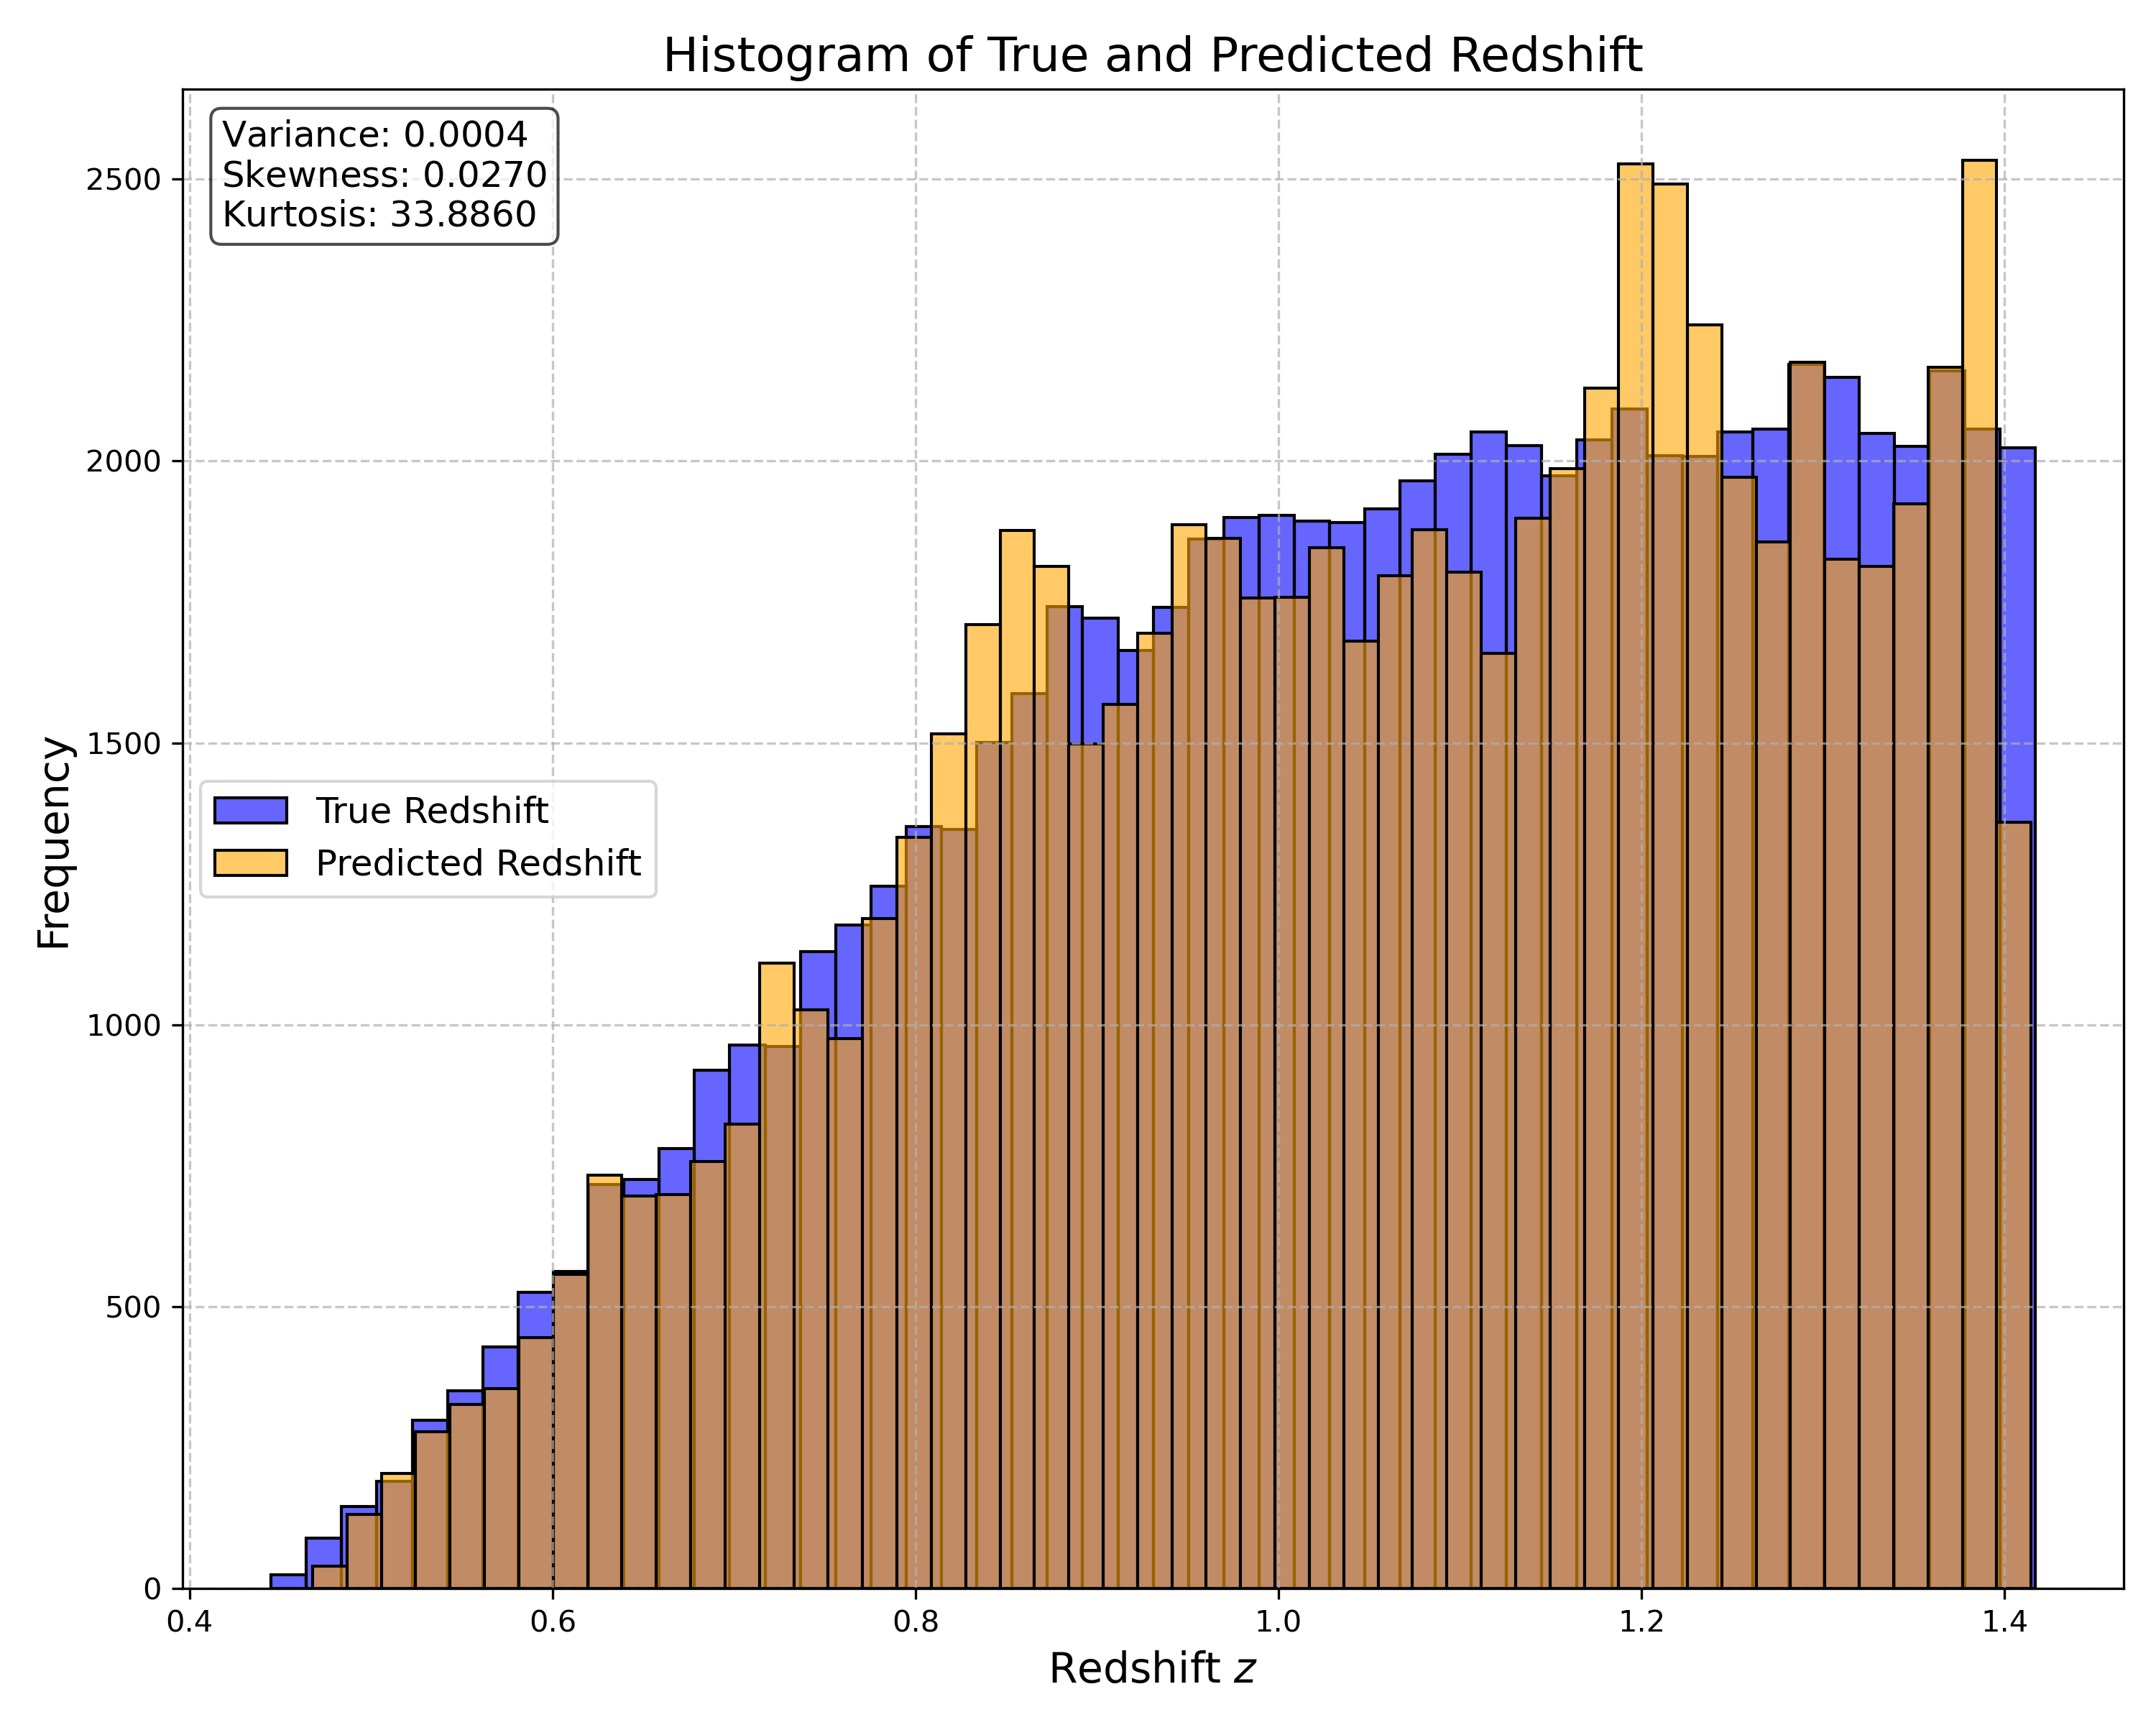 Histogram of True and Predicted Redshift
Variance: 0.0004
Skewness: 0.0270
Kurtosis: 33.8860
2500
2000
1500
1000
500
0
Frequency
True Redshift
Predicted Redshift
0.4 0.6 0.8 1.0 1.2 1.4
Redshift z